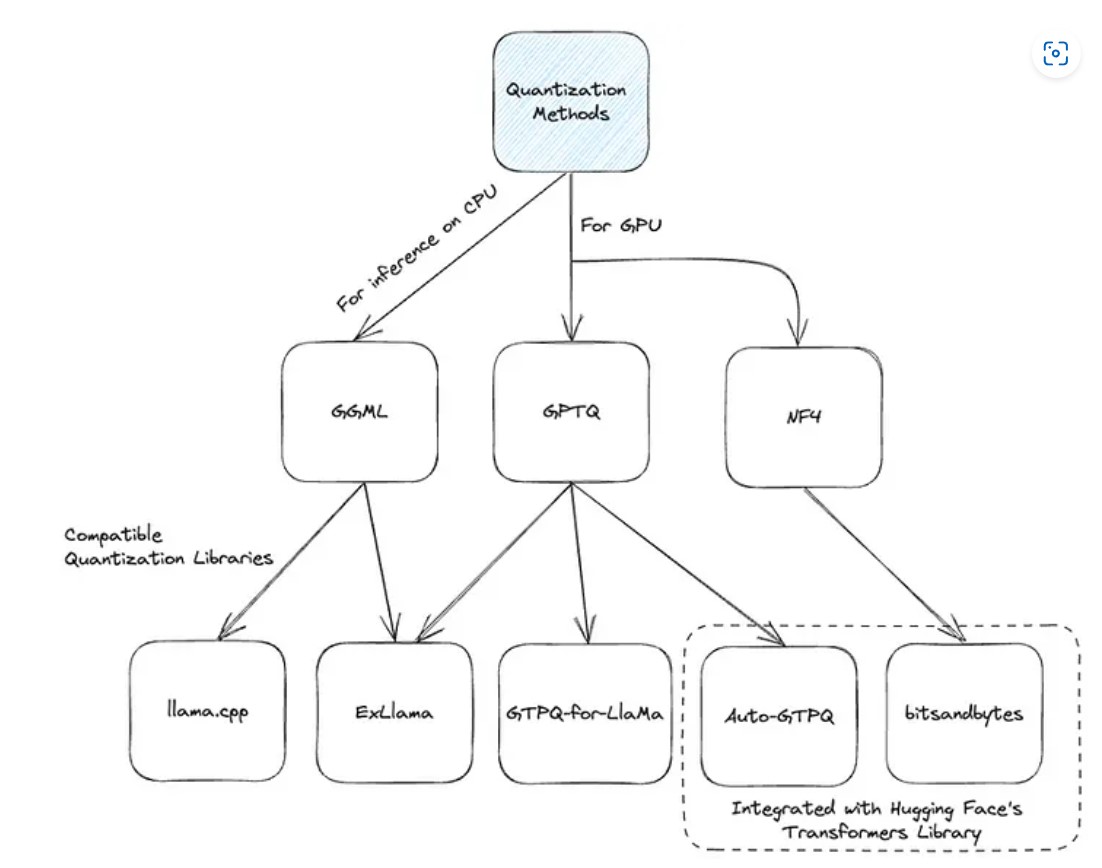 Quantization
Methods
For inference on CPU
For GPU
GGML
GPTQ
NF4
Compatible
Quantization Libraries
llama.cpp
ExLlama
GTPQ-for-LlaMa
Auto-GTPQ
bitsandbytes
Integrated with Hugging Face's
Transformers Library